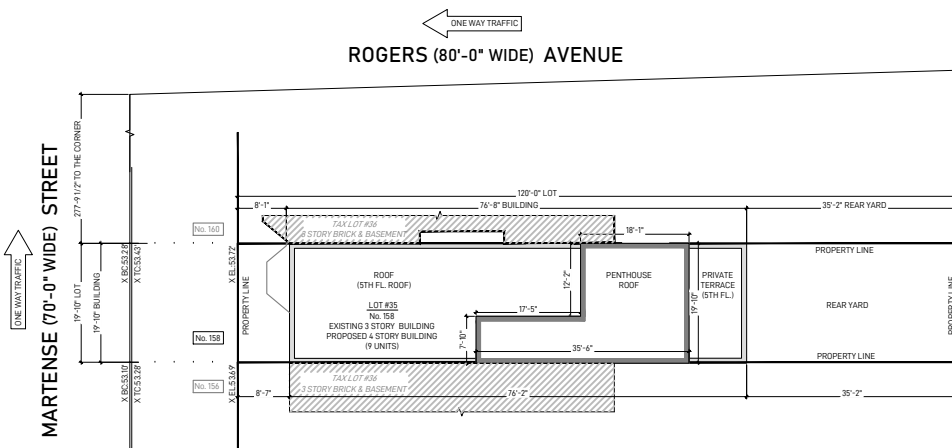 ONE WAY TRAFFIC
ROGERS (80'-0" WIDE) AVENUE
MARTENSE (70'-0" WIDE) STREET
ONE WAY TRAFFIC
277'-9 1/2" TO THE CORNER
19'-10" LOT
19'-10" BUILDING
X BC:53.28'
X TC:53.43'
X EL:53.72'
X BC:53.10'
X TC:53.28'
X EL:53.69'
PROPERTY LINE
120'-0" LOT
8'-1"
76'-8" BUILDING
35'-2" REAR YARD
No. 160
TAX LOT #36
3 STORY BRICK & BASEMENT
18'-1"
12'-2"
17'-5"
7'-10"
35'-6"
19'-10"
ROOF
(5TH FL. ROOF)
LOT #35
No. 158
EXISTING 3 STORY BUILDING
PROPOSED 4 STORY BUILDING
(9 UNITS)
PENTHOUSE
ROOF
PRIVATE
TERRACE
(5TH FL.)
PROPERTY LINE
REAR YARD
PROPERTY LINE
PROPERTY LINE
No. 158
No. 156
TAX LOT #36
3 STORY BRICK & BASEMENT
8'-7"
76'-2"
35'-2"